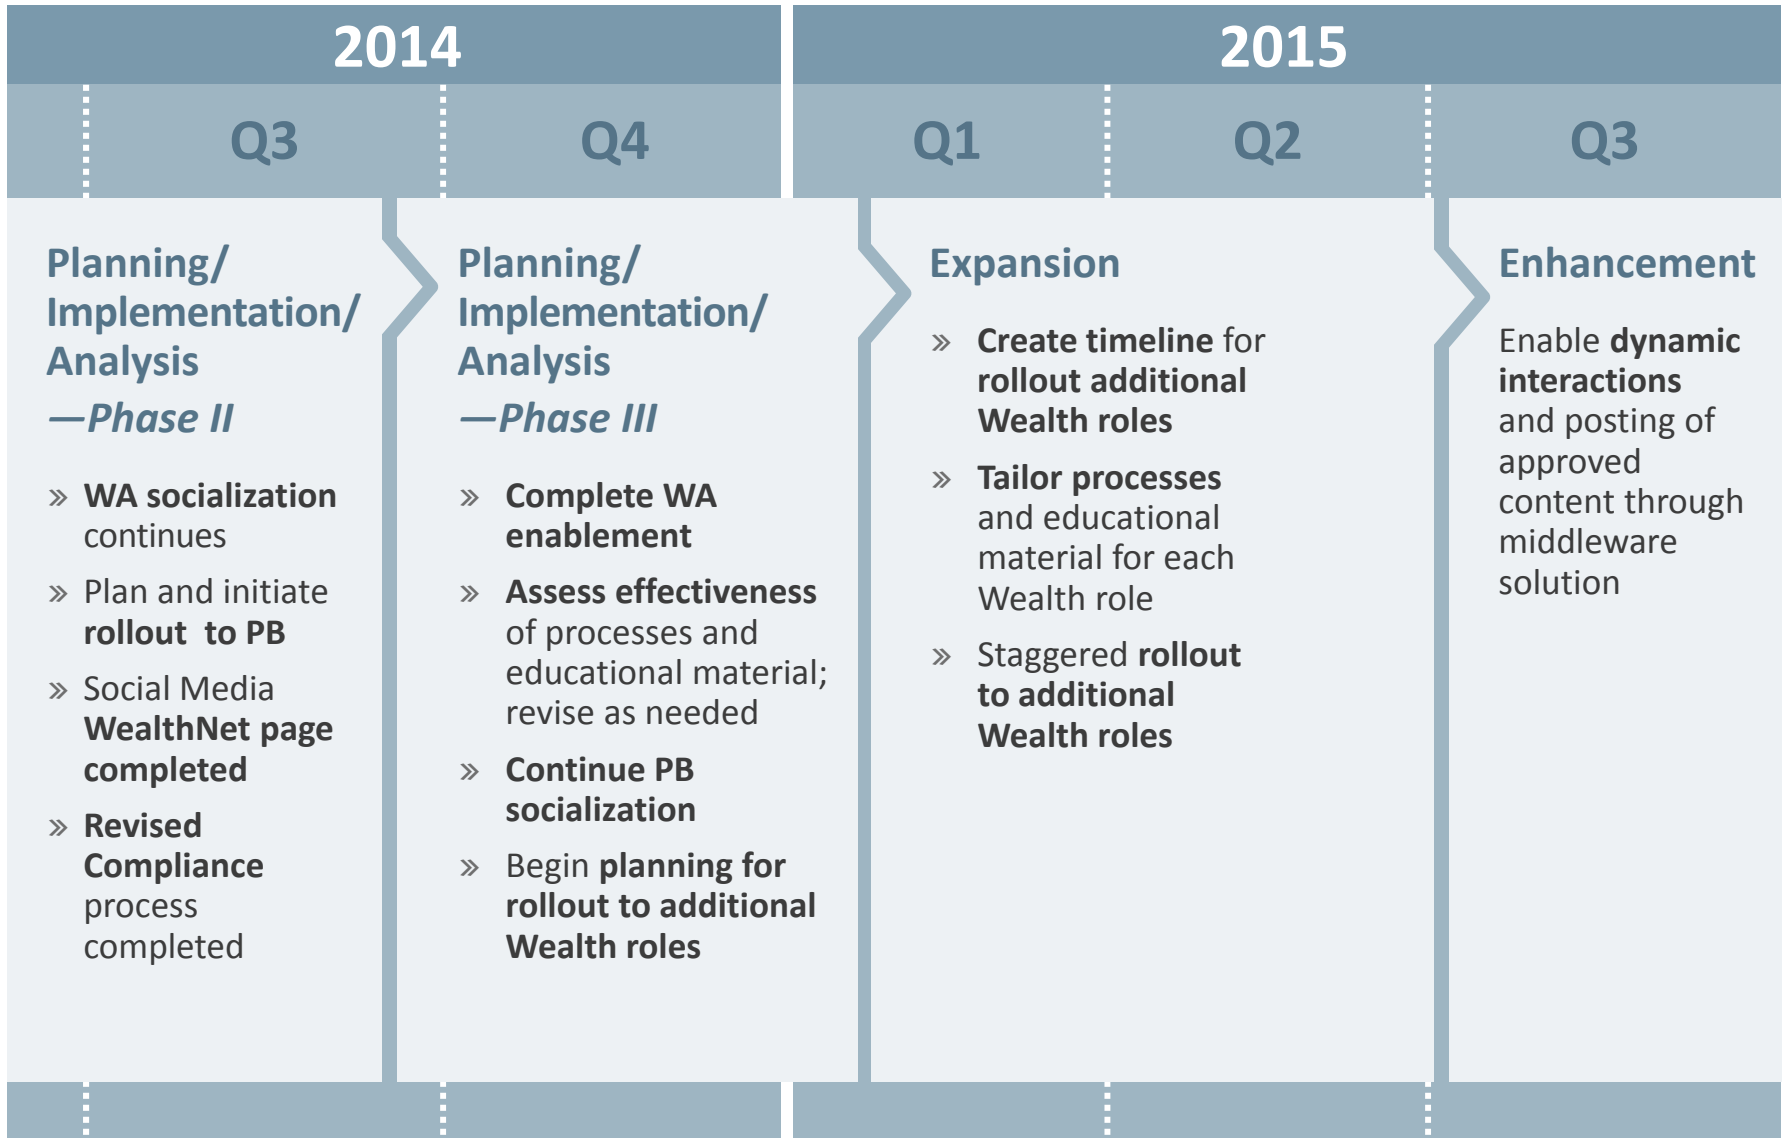 2014
2015
Q3
Q4
Q1
Q2
Q3
Planning/
Implementation/
Analysis
—Phase II
» WA socialization
continues
» Plan and initiate
rollout  to PB
» Social Media
WealthNet page
completed
» Revised
Compliance
process
completed
Planning/
Implementation/
Analysis
—Phase III
» Complete WA
enablement
» Assess effectiveness
of processes and
educational material;
revise as needed
» Continue PB
socialization
» Begin planning for
rollout to additional
Wealth roles
Expansion
» Create timeline for
rollout additional
Wealth roles
» Tailor processes
and educational
material for each
Wealth role
» Staggered rollout
to additional
Wealth roles
Enhancement
Enable dynamic
interactions
and posting of
approved
content through
middleware
solution